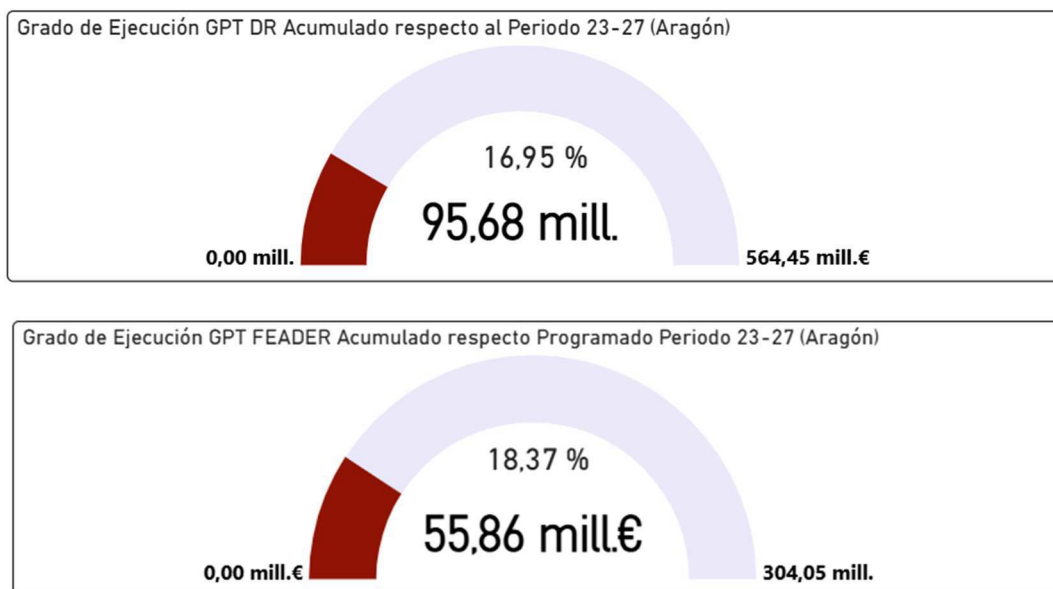 Grado de Ejecución GPT DR Acumulado respecto al Periodo 23-27 (Aragón)
16,95 %
95,68 mill.
0,00 mill.
564,45 mill.€
Grado de Ejecución GPT FEADER Acumulado respecto Programado Periodo 23-27 (Aragón)
18,37 %
55,86 mill.€
0,00 mill.€
304,05 mill.